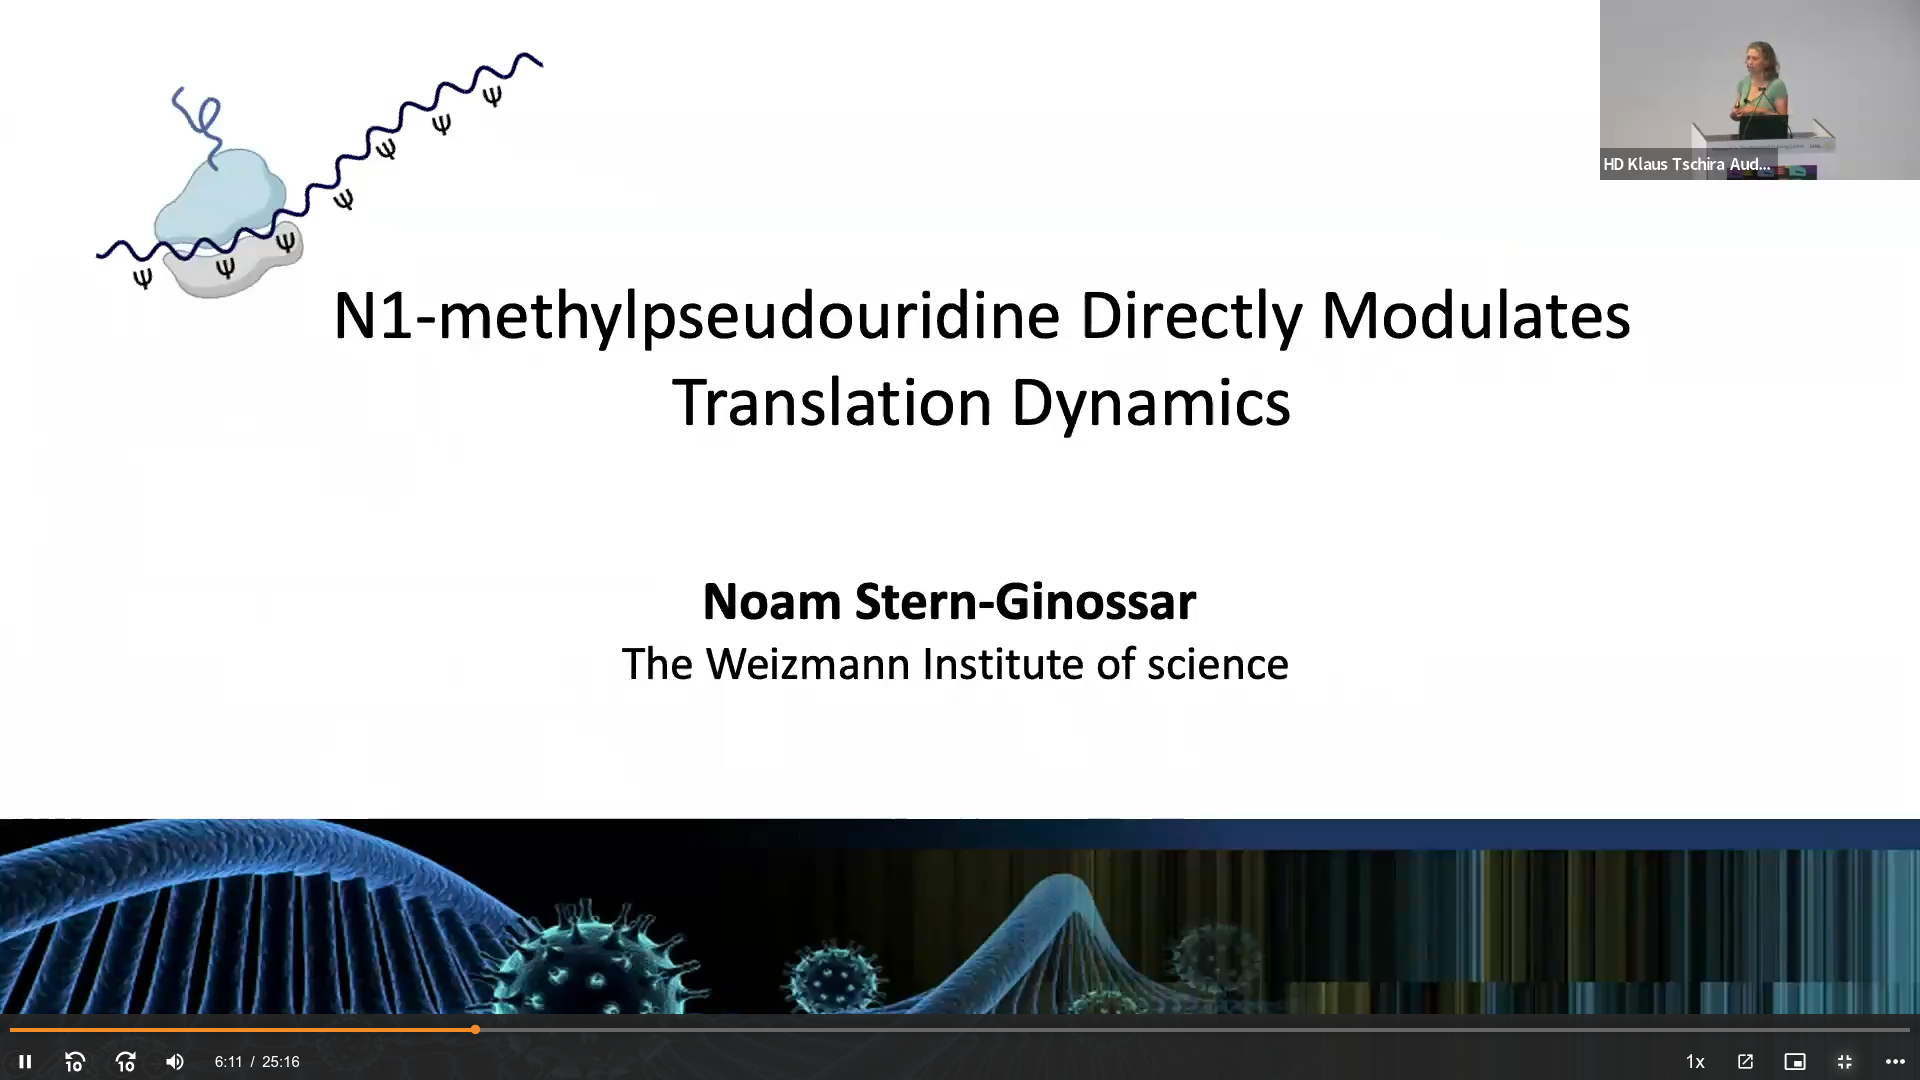 HD Klaus Tschira Aud...
ψ
ψ
ψ
ψ
ψ
ψ
ψ
N1-methylpseudouridine Directly Modulates
Translation Dynamics
Noam Stern-Ginossar
The Weizmann Institute of science
10
10
6:11 / 25:16
1x